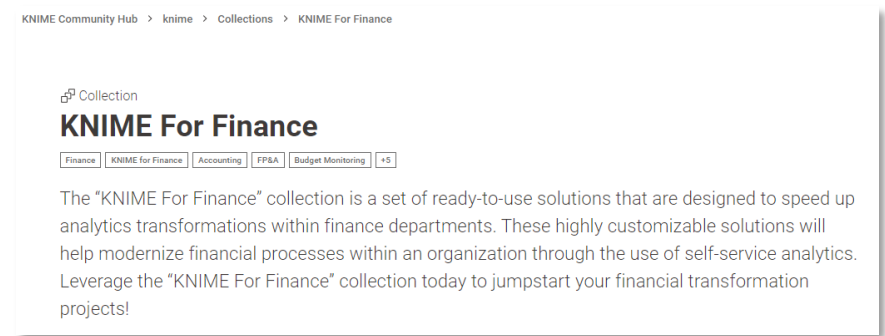 KNIME Community Hub > knime > Collections > KNIME For Finance
Collection
KNIME For Finance
Finance KNIME for Finance Accounting FP&A Budget Monitoring +5
The “KNIME For Finance” collection is a set of ready-to-use solutions that are designed to speed up
analytics transformations within finance departments. These highly customizable solutions will
help modernize financial processes within an organization through the use of self-service analytics.
Leverage the “KNIME For Finance” collection today to jumpstart your financial transformation
projects!